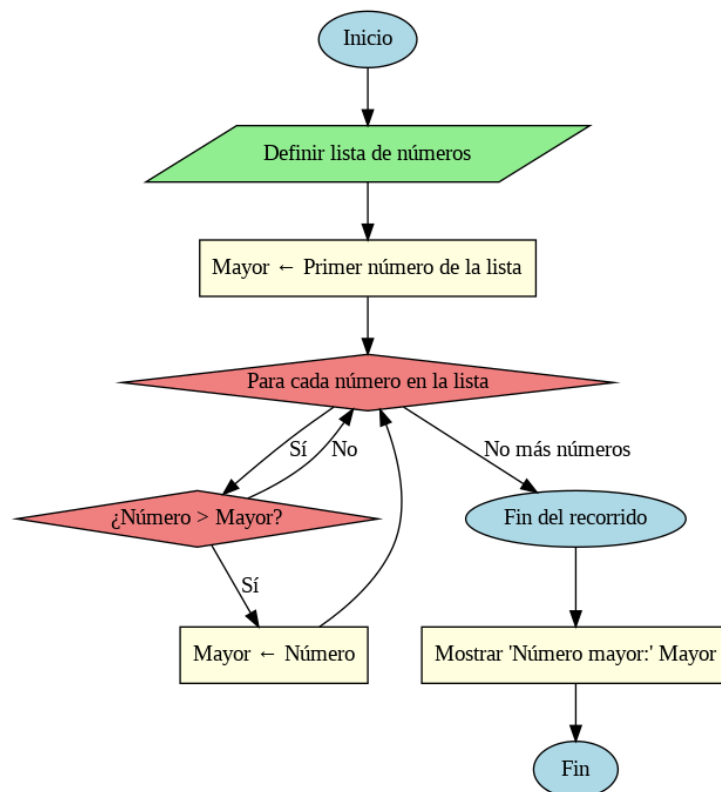 Inicio
Definir lista de números
Mayor ← Primer número de la lista
Para cada número en la lista
Sí
No
No más números
¿Número > Mayor?
Fin del recorrido
Sí
Mayor ← Número
Mostrar 'Número mayor:' Mayor
Fin